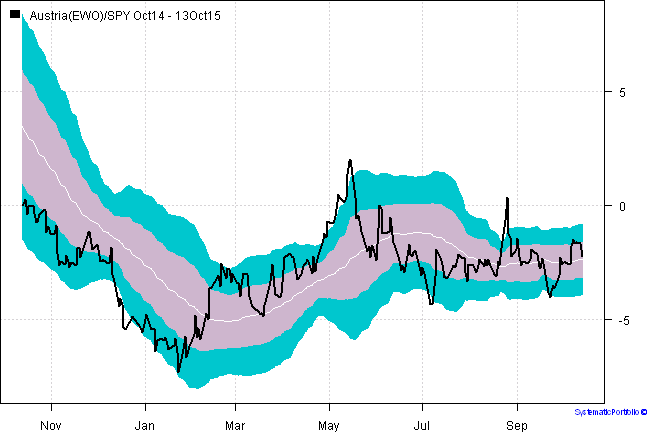 Austria(EWO)/SPY Oct14 - 13Oct15
5
0
-5
Nov Jan Mar May Jul Sep
SystematicPortfolio ©